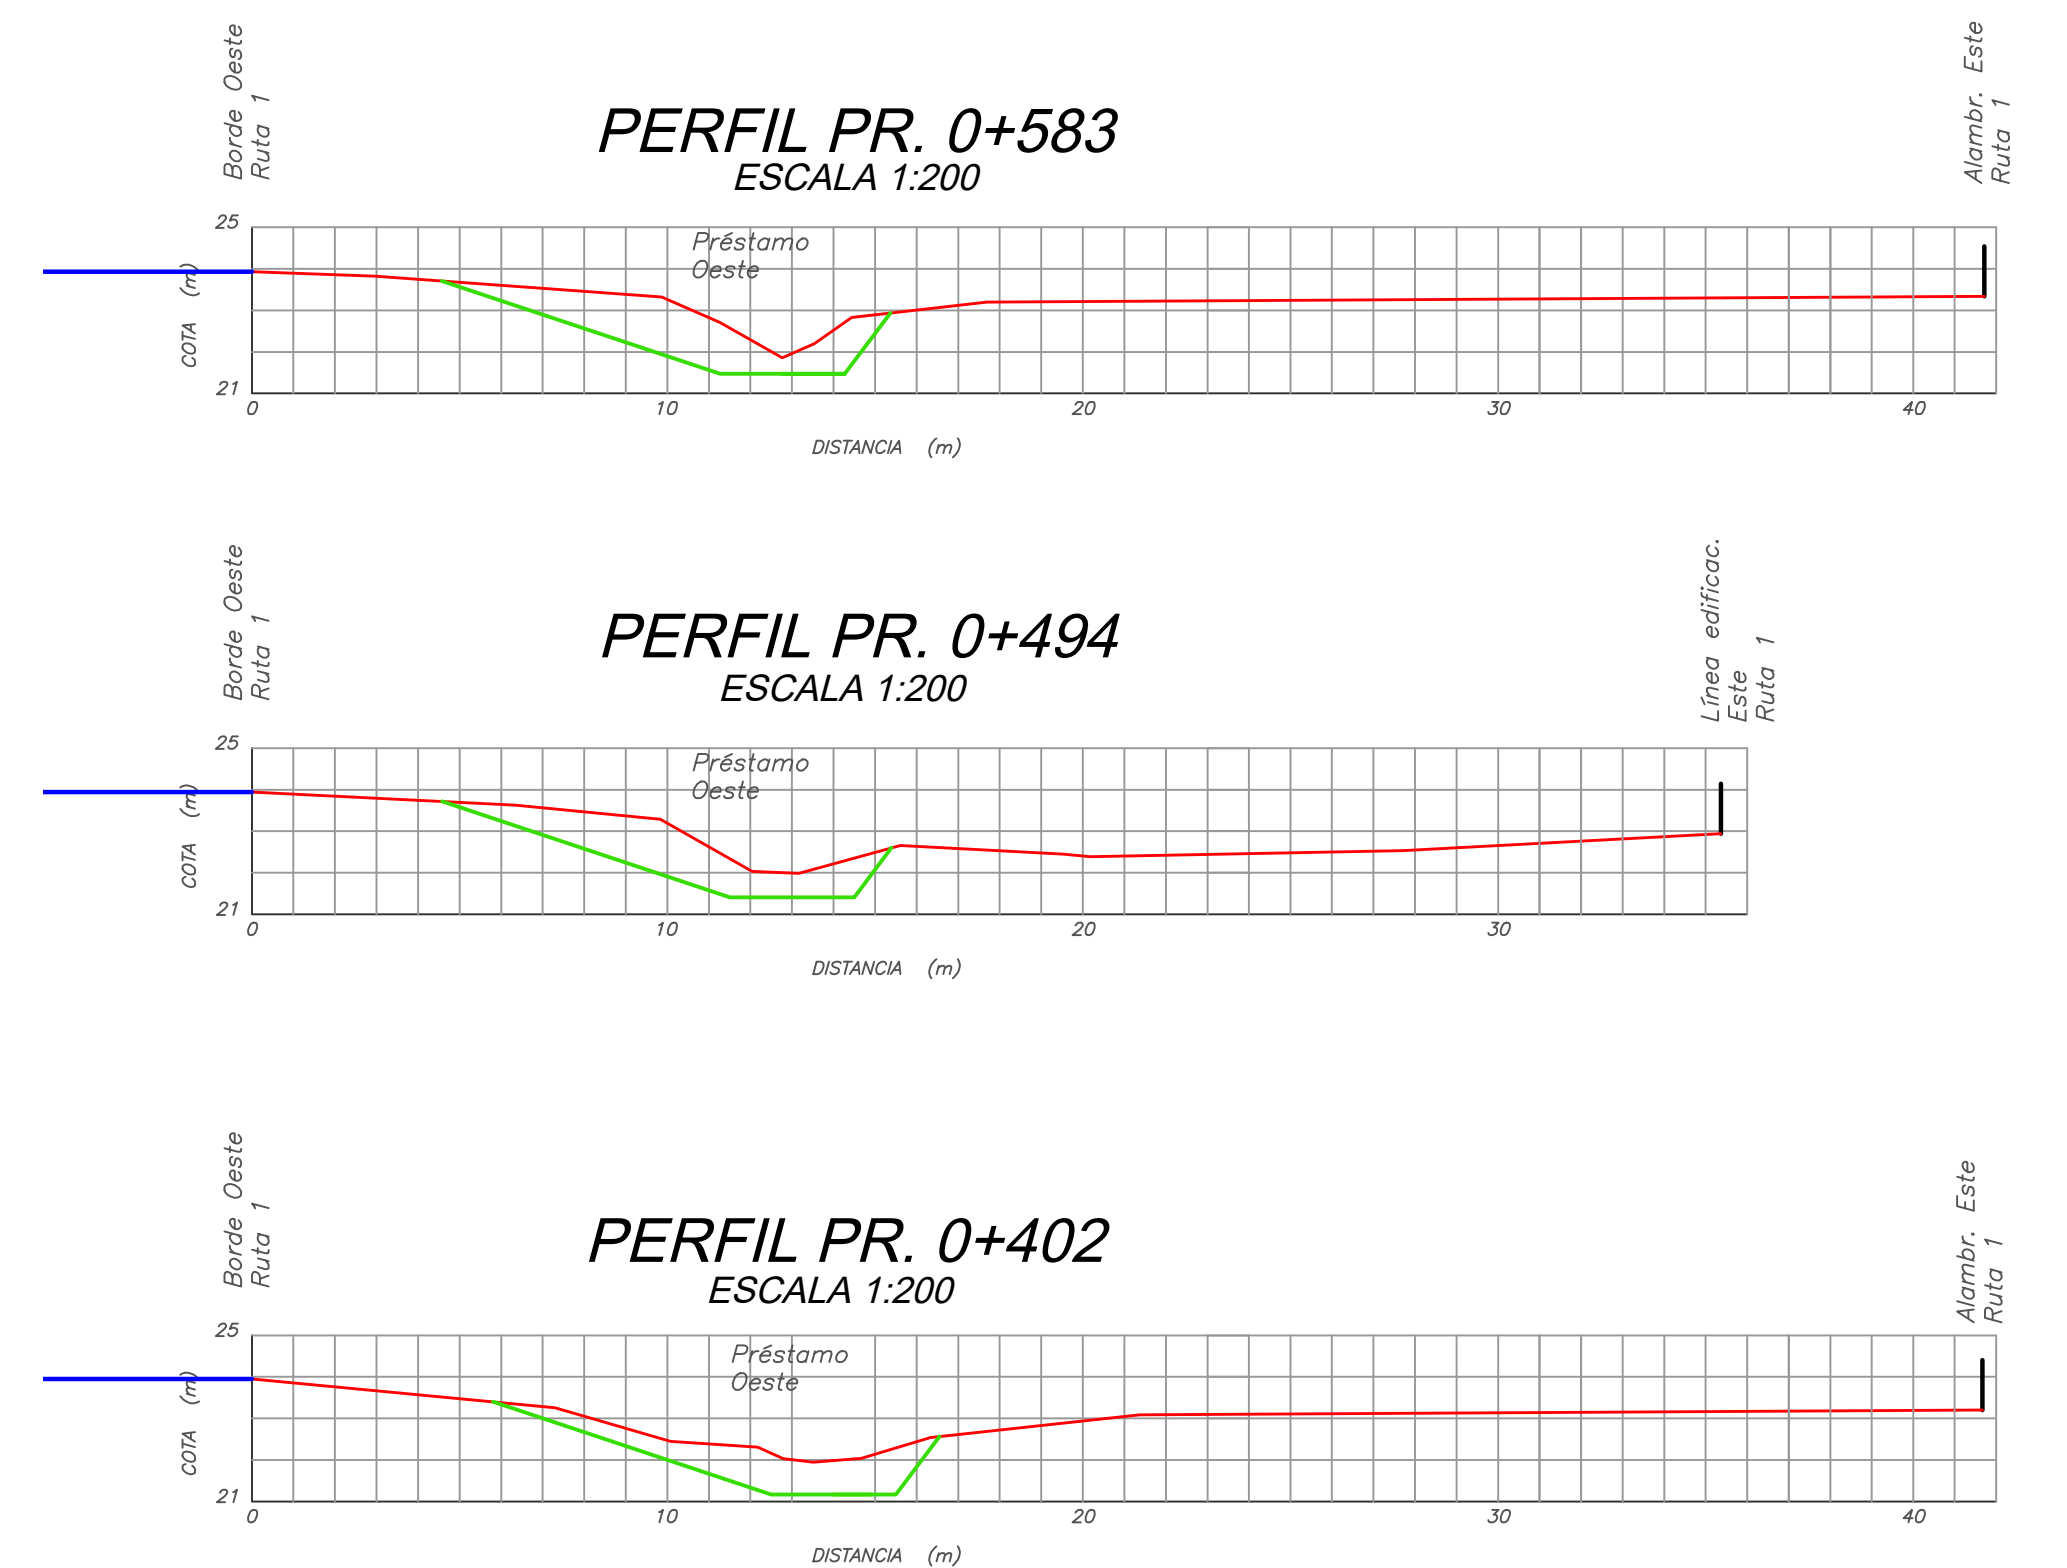 Borde Oeste
Ruta 1
PERFIL PR. 0+583
ESCALA 1:200
Alambr. Este
Ruta 1
25
Préstamo
Oeste
COTA (m)
21
0 10 20 30 40
DISTANCIA (m)
Borde Oeste
Ruta 1
PERFIL PR. 0+494
ESCALA 1:200
Línea edificac.
Este
Ruta 1
25
Préstamo
Oeste
COTA (m)
21
0 10 20 30
DISTANCIA (m)
Borde Oeste
Ruta 1
PERFIL PR. 0+402
ESCALA 1:200
Alambr. Este
Ruta 1
25
Préstamo
Oeste
COTA (m)
21
0 10 20 30 40
DISTANCIA (m)